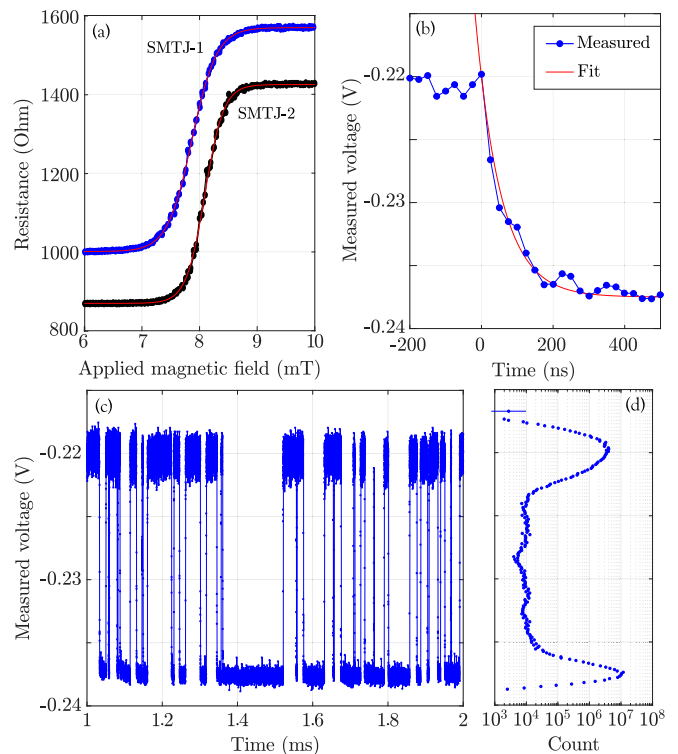 (a)
SMTJ-1
SMTJ-2
Resistance (Ohm)
1600
1400
1200
1000
800
6 7 8 9 10
Applied magnetic field (mT)
(b)
Measured
Fit
Measured voltage (V)
-0.22
-0.23
-0.24
-200 0 200 400
Time (ns)
(c)
Measured voltage (V)
-0.22
-0.23
-0.24
1 1.2 1.4 1.6 1.8 2
Time (ms)
(d)
10³ 10⁴ 10⁵ 10⁶ 10⁷ 10⁸
Count